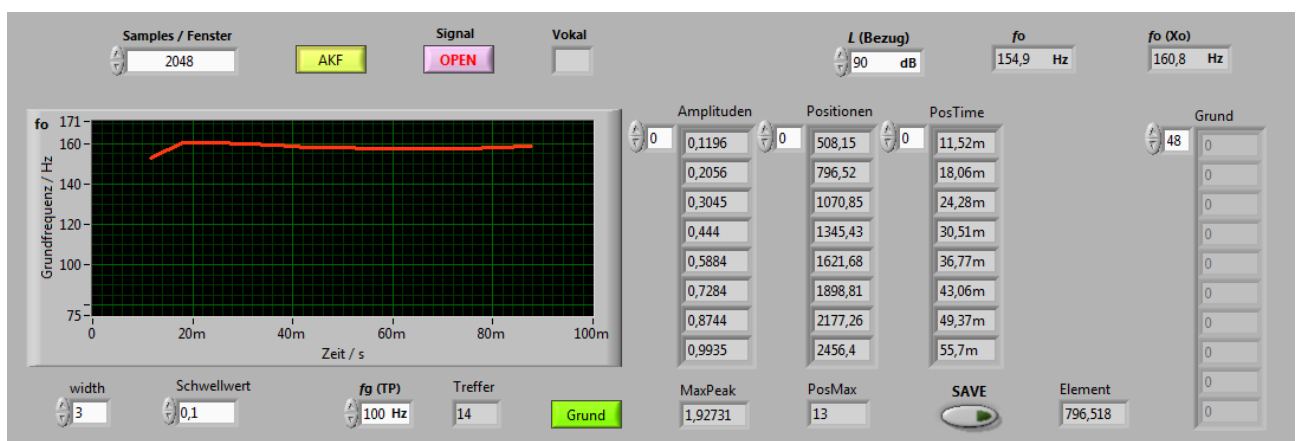 Samples / Fenster
2048
AKF
Signal
OPEN
Vokal
L (Bezug)
90 dB
fo
154,9 Hz
fo (Xo)
160,8 Hz
fo
171
160
140
120
100
75
Grundfrequenz / Hz
0 20m 40m 60m 80m 100m
Zeit / s
Amplituden
0
0,1196
0,2056
0,3045
0,444
0,5884
0,7284
0,8744
0,9935
Positionen
0
508,15
796,52
1070,85
1345,43
1621,68
1898,81
2177,26
2456,4
PosTime
0
11,52m
18,06m
24,28m
30,51m
36,77m
43,06m
49,37m
55,7m
Grund
48
0
0
0
0
0
0
0
0
0
0
width
3
Schwellwert
0,1
fg (TP)
100 Hz
Treffer
14
Grund
MaxPeak
1,92731
PosMax
13
SAVE
Element
796,518